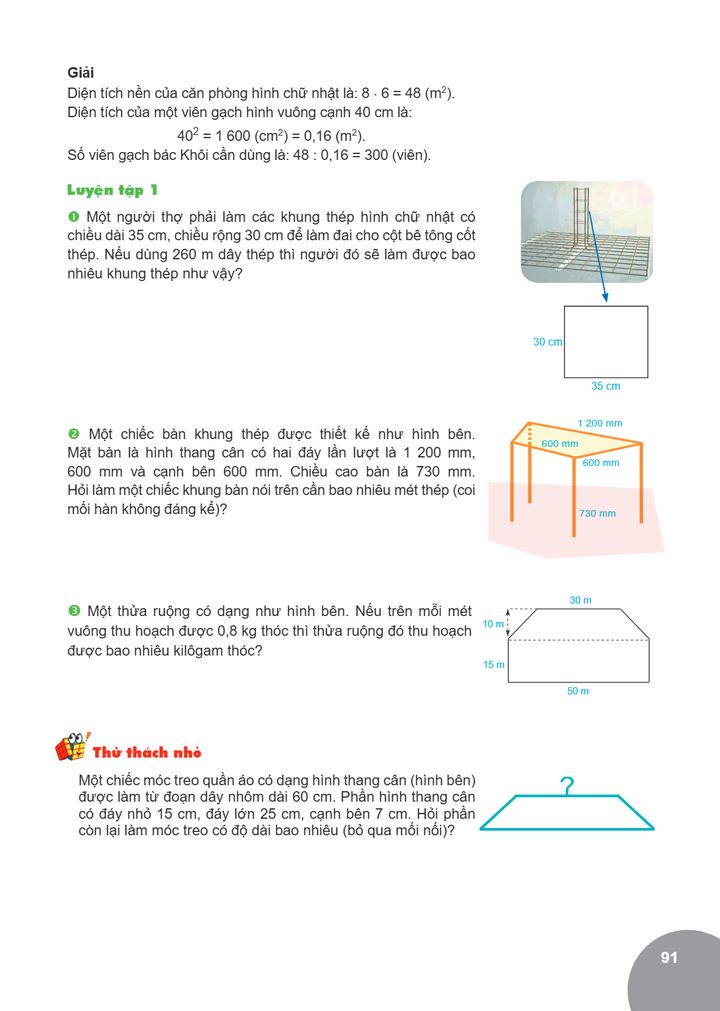 Giải
Diện tích nền của căn phòng hình chữ nhật là: 8 · 6 = 48 (m²).
Diện tích của một viên gạch hình vuông cạnh 40 cm là:
40² = 1 600 (cm²) = 0,16 (m²).
Số viên gạch bác Khôi cần dùng là: 48 : 0,16 = 300 (viên).
Luyện tập 1
❶ Một người thợ phải làm các khung thép hình chữ nhật có
chiều dài 35 cm, chiều rộng 30 cm để làm đai cho cột bê tông cốt
thép. Nếu dùng 260 m dây thép thì người đó sẽ làm được bao
nhiêu khung thép như vậy?
30 cm
35 cm
❷ Một chiếc bàn khung thép được thiết kế như hình bên.
Mặt bàn là hình thang cân có hai đáy lần lượt là 1 200 mm,
600 mm và cạnh bên 600 mm. Chiều cao bàn là 730 mm.
Hỏi làm một chiếc khung bàn nói trên cần bao nhiêu mét thép (coi
mối hàn không đáng kể)?
1 200 mm
600 mm
600 mm
730 mm
❸ Một thửa ruộng có dạng như hình bên. Nếu trên mỗi mét
vuông thu hoạch được 0,8 kg thóc thì thửa ruộng đó thu hoạch
được bao nhiêu kilôgam thóc?
30 m
10 m
15 m
50 m
Thử thách nhỏ
Một chiếc móc treo quần áo có dạng hình thang cân (hình bên)
được làm từ đoạn dây nhôm dài 60 cm. Phần hình thang cân
có đáy nhỏ 15 cm, đáy lớn 25 cm, cạnh bên 7 cm. Hỏi phần
còn lại làm móc treo có độ dài bao nhiêu (bỏ qua mối nối)?
91